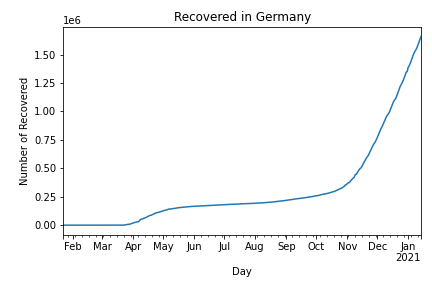 Recovered in Germany
1e6
1.50
1.25
1.00
0.75
0.50
0.25
0.00
Number of Recovered
Feb Mar Apr May Jun Jul Aug Sep Oct Nov Dec Jan
2021
Day